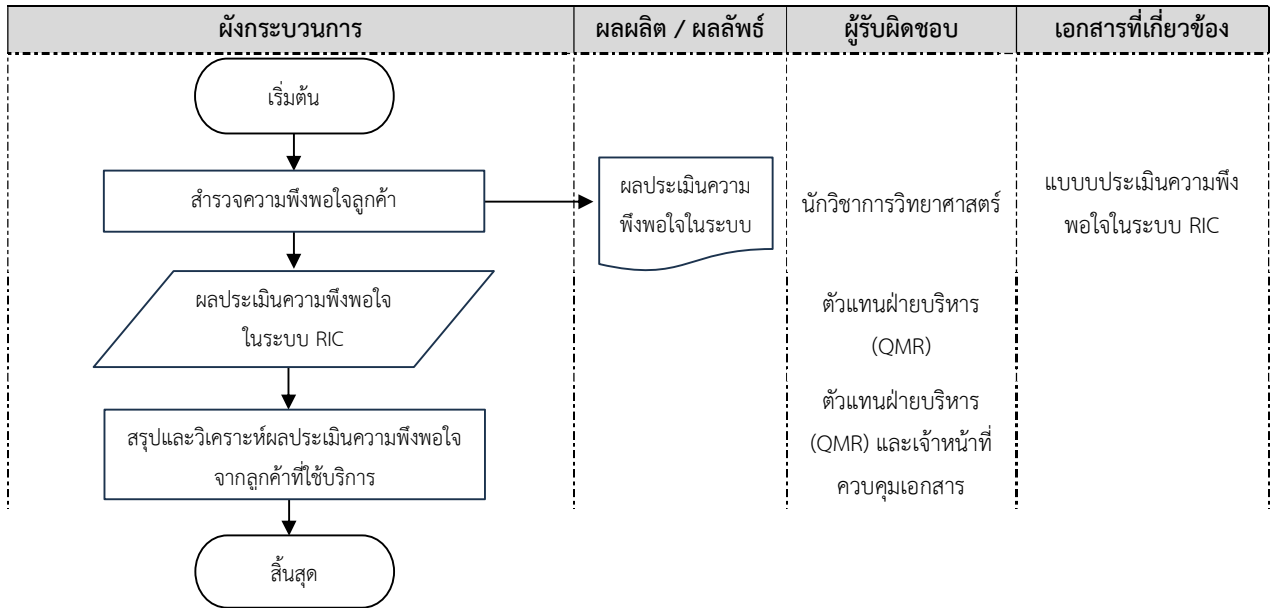 ผังกระบวนการ
ผลผลิต / ผลลัพธ์
ผู้รับผิดชอบ
เอกสารที่เกี่ยวข้อง
เริ่มต้น
สำรวจความพึงพอใจลูกค้า
ผลประเมินความ
พึงพอใจในระบบ
นักวิชาการวิทยาศาสตร์
แบบบประเมินความพึง
พอใจในระบบ RIC
ผลประเมินความพึงพอใจ
ในระบบ RIC
ตัวแทนฝ่ายบริหาร
(QMR)
สรุปและวิเคราะห์ผลประเมินความพึงพอใจ
จากลูกค้าที่ใช้บริการ
ตัวแทนฝ่ายบริหาร
(QMR) และเจ้าหน้าที่
ควบคุมเอกสาร
สิ้นสุด